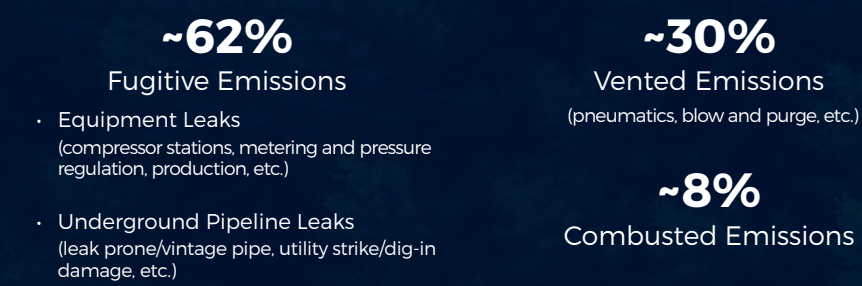 ~62%
Fugitive Emissions
• Equipment Leaks
(compressor stations, metering and pressure
regulation, production, etc.)
• Underground Pipeline Leaks
(leak prone/vintage pipe, utility strike/dig-in
damage, etc.)
~30%
Vented Emissions
(pneumatics, blow and purge, etc.)
~8%
Combusted Emissions